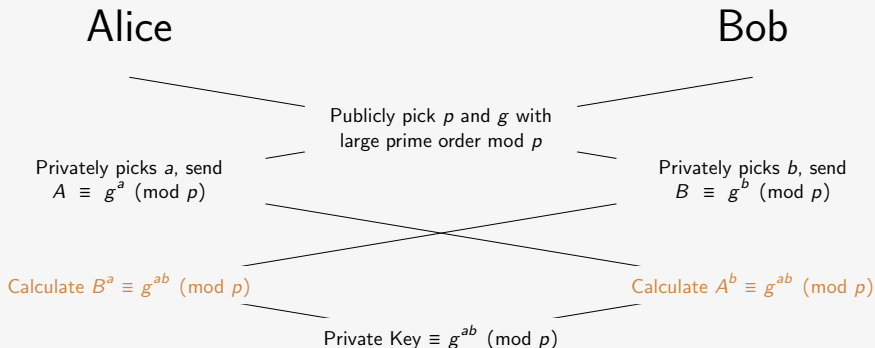 Alice
Bob
Publicly pick p and g with
large prime order mod p
Privately picks a, send
A ≡ g^a (mod p)
Privately picks b, send
B ≡ g^b (mod p)
Calculate B^a ≡ g^{ab} (mod p)
Calculate A^b ≡ g^{ab} (mod p)
Private Key ≡ g^{ab} (mod p)